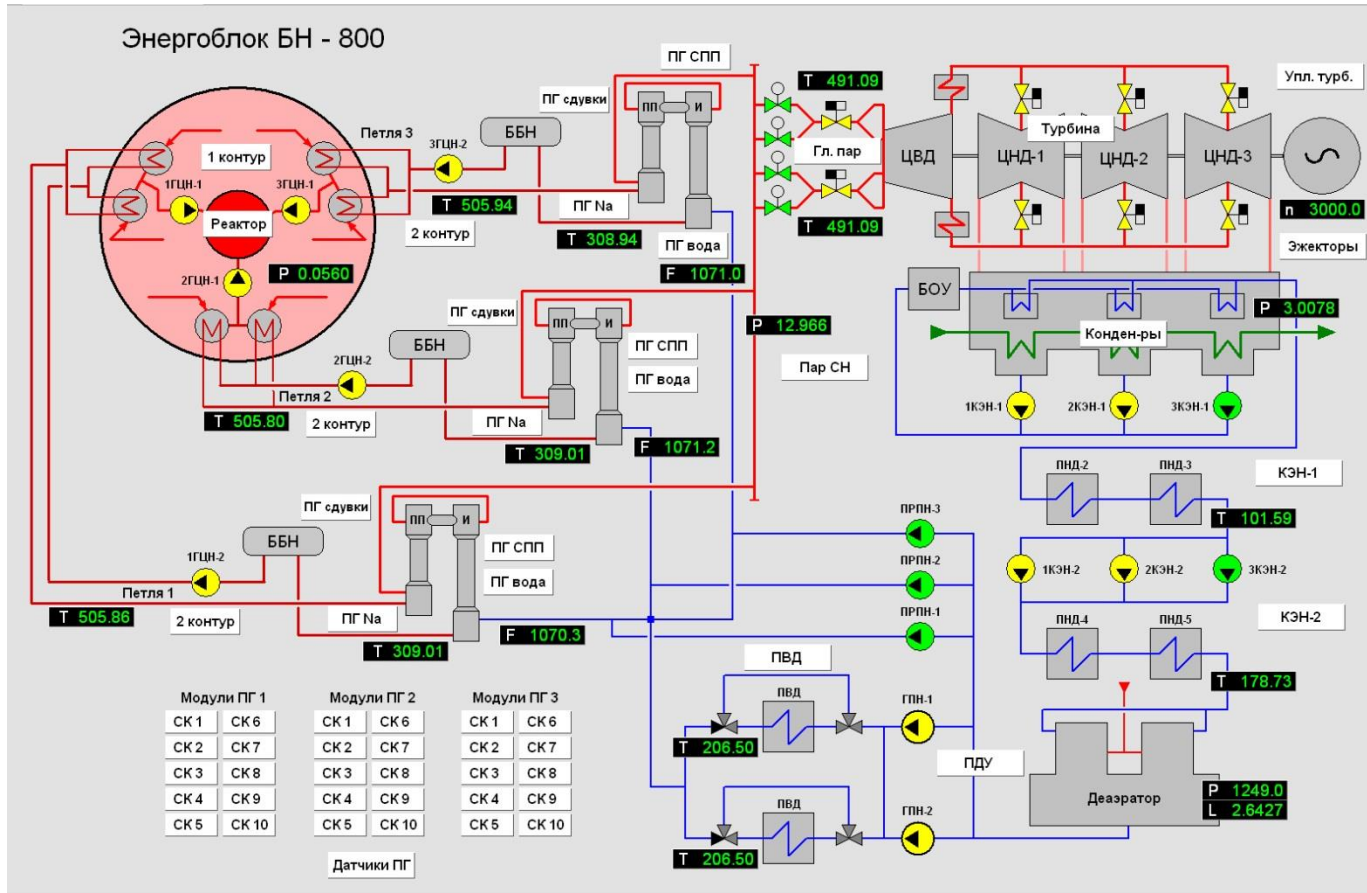 Энергоблок БН - 800
ПГ СПП
T 491.09
Упл. турб.
ПГ сдувки
ПП
И
Петля 3
3ГЦН-2
ББН
1 контур
Турбина
ЦВД
ЦНД-1
ЦНД-2
ЦНД-3
Гл. пар
1ГЦН-1
3ГЦН-1
T 505.94
ПГ Na
Реактор
2 контур
T 308.94
T 491.09
n 3000.0
ПГ вода
Эжекторы
2ГЦН-1
P 0.0560
F 1071.0
БОУ
P 3.0078
ПГ сдувки
ПП
И
P 12.966
Конден-ры
ББН
ПГ СПП
2ГЦН-2
Пар СН
ПГ вода
Петля 2
1КЭН-1
2КЭН-1
3КЭН-1
T 505.80
2 контур
ПГ Na
T 309.01
F 1071.2
ПНД-2
ПНД-3
КЭН-1
ПГ сдувки
ПП
И
ПРПН-3
T 101.59
ББН
ПГ СПП
1ГЦН-2
ПРПН-2
1КЭН-2
2КЭН-2
3КЭН-2
ПГ вода
Петля 1
T 505.86
2 контур
ПГ Na
ПРПН-1
КЭН-2
F 1070.3
ПНД-4
ПНД-5
T 309.01
ПВД
T 178.73
Модули ПГ 1
Модули ПГ 2
Модули ПГ 3
ПВД
ГПН-1
СК 1 СК 6 СК 1 СК 6 СК 1 СК 6
СК 2 СК 7 СК 2 СК 7 СК 2 СК 7
T 206.50
ПДУ
СК 3 СК 8 СК 3 СК 8 СК 3 СК 8
СК 4 СК 9 СК 4 СК 9 СК 4 СК 9
ПВД
ГПН-2
Деаэратор
P 1249.0
L 2.6427
СК 5 СК 10 СК 5 СК 10 СК 5 СК 10
T 206.50
Датчики ПГ